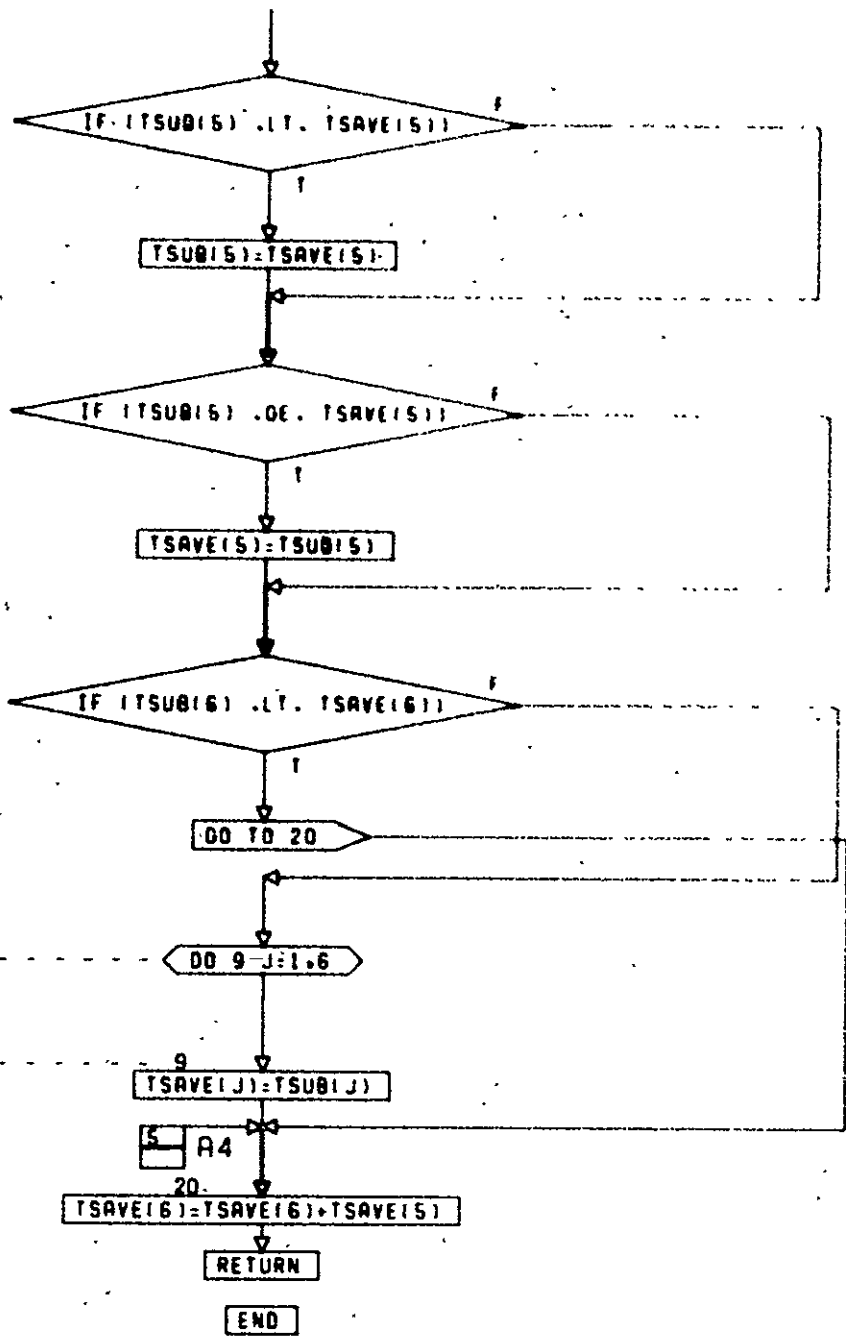 IF (TSUB(5) .LT. TSAVE(5))
F
T
TSUB(5)=TSAVE(5)
IF (TSUB(5) .GE. TSAVE(5))
F
T
TSAVE(5)=TSUB(5)
IF (TSUB(6) .LT. TSAVE(6))
F
T
GO TO 20
DO 9 J=1,6
9
TSAVE(J)=TSUB(J)
5
A4
20
TSAVE(6)=TSAVE(6)+TSAVE(5)
RETURN
END